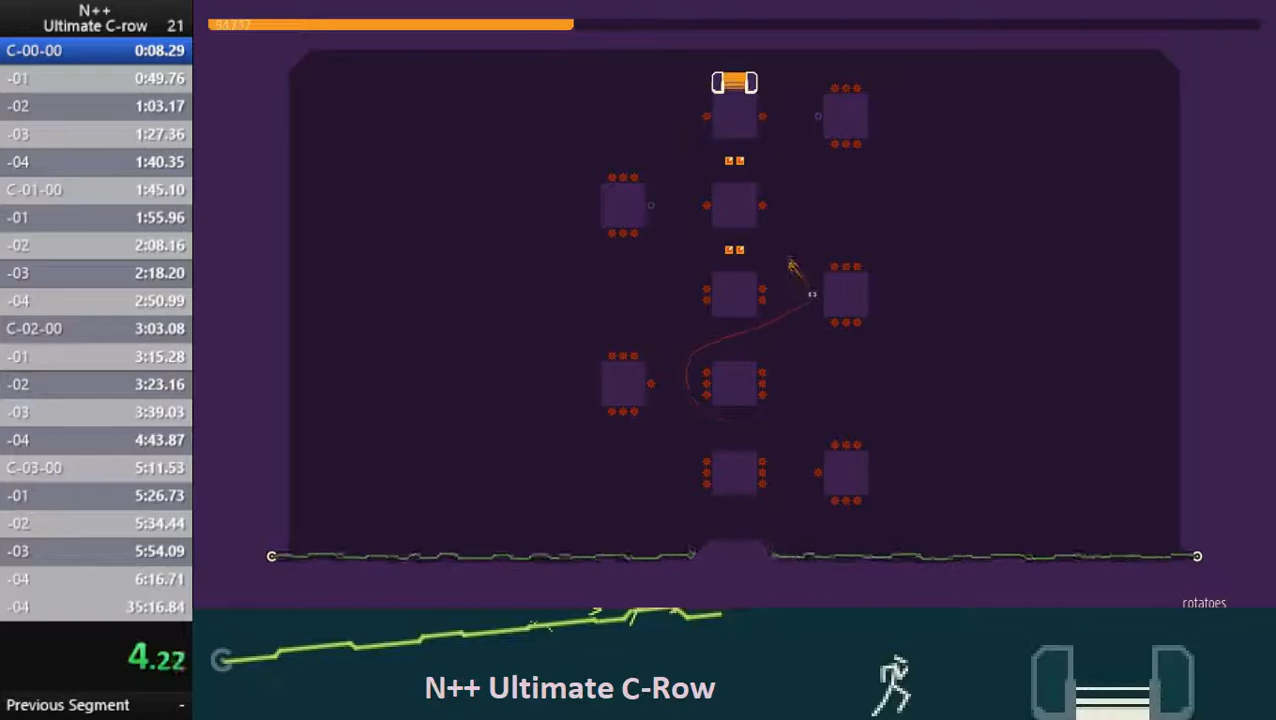 N++
Ultimate C-row 21
C-00-00 0:08.29
-01 0:49.76
-02 1:03.17
-03 1:27.36
-04 1:40.35
C-01-00 1:45.10
-01 1:55.96
-02 2:08.16
-03 2:18.20
-04 2:50.99
C-02-00 3:03.08
-01 3:15.28
-02 3:23.16
-03 3:39.03
-04 4:43.87
C-03-00 5:11.53
-01 5:26.73
-02 5:34.44
-03 5:54.09
-04 6:16.71
-04 35:16.84
4.22
Previous Segment -
rotatoes
N++ Ultimate C-Row